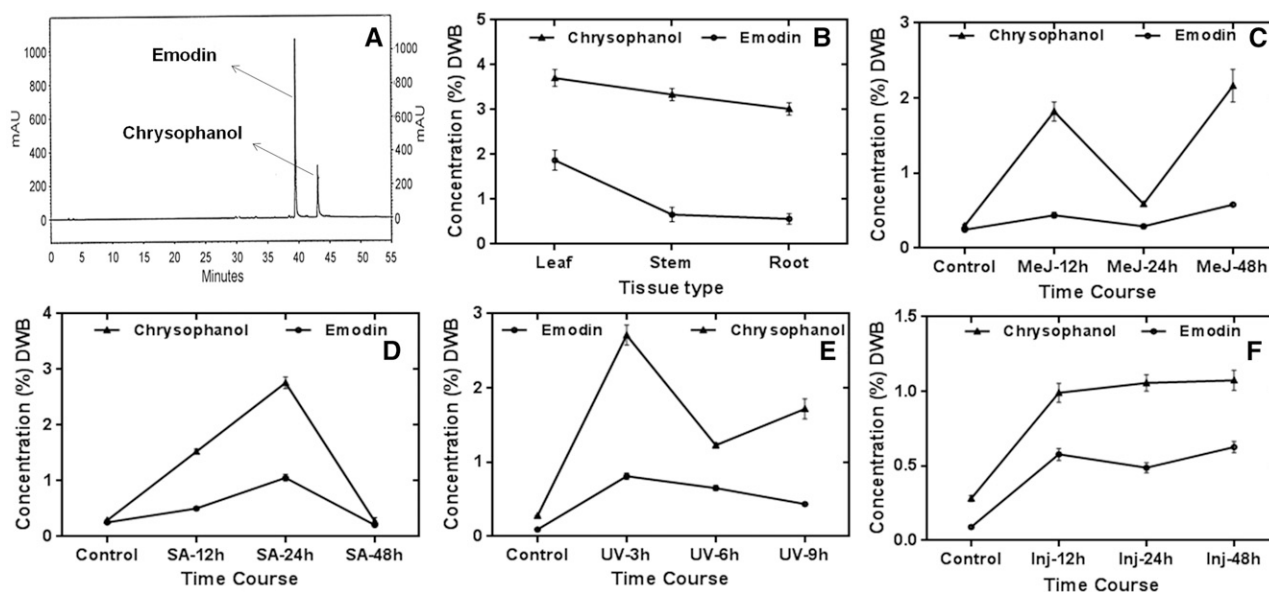 A
Emodin
Chrysophanol
mAU
1000
800
600
400
200
0
mAU
1000
800
600
400
200
0
0 5 10 15 20 25 30 35 40 45 50 55
Minutes
B
Chrysophanol Emodin
Concentration (%) DWB
5
4
3
2
1
0
Leaf Stem Root
Tissue type
C
Chrysophanol Emodin
Concentration (%) DWB
3
2
1
0
Control MeJ-12h MeJ-24h MeJ-48h
Time Course
D
Chrysophanol Emodin
Concentration (%) DWB
4
3
2
1
0
Control SA-12h SA-24h SA-48h
Time Course
E
Emodin Chrysophanol
Concentration (%) DWB
3
2
1
0
Control UV-3h UV-6h UV-9h
Time Course
F
Chrysophanol Emodin
Concentration (%) DWB
1.5
1.0
0.5
0.0
Control Inj-12h Inj-24h Inj-48h
Time Course